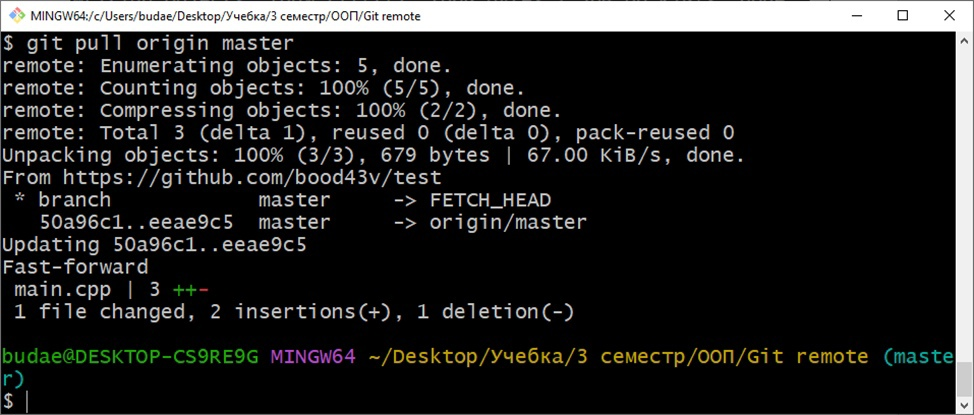 MINGW64:/c/Users/budae/Desktop/Учебка/3 семестр/ООП/Git remote
$ git pull origin master
remote: Enumerating objects: 5, done.
remote: Counting objects: 100% (5/5), done.
remote: Compressing objects: 100% (2/2), done.
remote: Total 3 (delta 1), reused 0 (delta 0), pack-reused 0
Unpacking objects: 100% (3/3), 679 bytes | 67.00 KiB/s, done.
From https://github.com/bood43v/test
 * branch            master     -> FETCH_HEAD
   50a96c1..eeae9c5  master     -> origin/master
Updating 50a96c1..eeae9c5
Fast-forward
 main.cpp | 3 ++-
 1 file changed, 2 insertions(+), 1 deletion(-)
budae@DESKTOP-CS9RE9G MINGW64 ~/Desktop/Учебка/3 семестр/ООП/Git remote (maste
r)
$